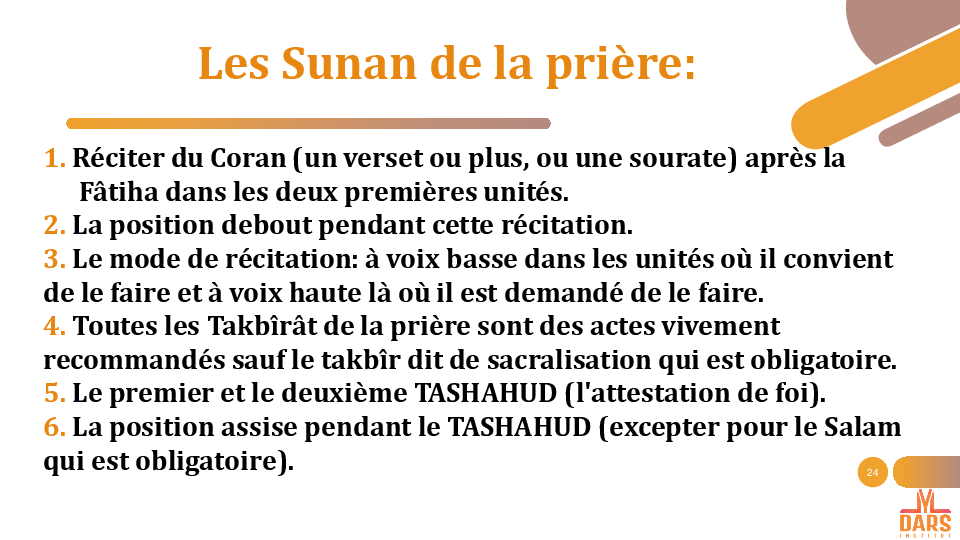 Les Sunan de la prière:
1. Réciter du Coran (un verset ou plus, ou une sourate) après la
Fâtiha dans les deux premières unités.
2. La position debout pendant cette récitation.
3. Le mode de récitation: à voix basse dans les unités où il convient
de le faire et à voix haute là où il est demandé de le faire.
4. Toutes les Takbîrât de la prière sont des actes vivement
recommandés sauf le takbîr dit de sacralisation qui est obligatoire.
5. Le premier et le deuxième TASHAHUD (l'attestation de foi).
6. La position assise pendant le TASHAHUD (excepter pour le Salam
qui est obligatoire).
24
DARS
INSTITUT